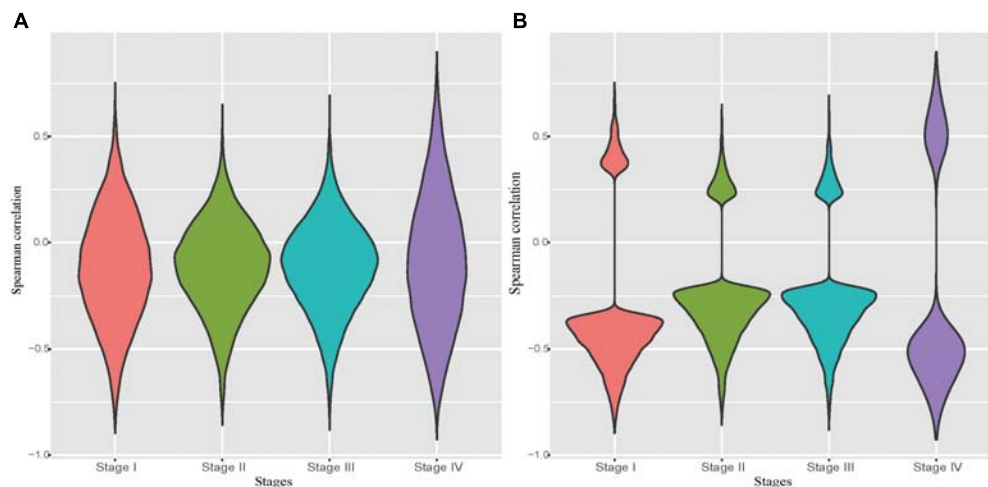 A
B
Spearman correlation
0.5
0.0
−0.5
−1.0
Stage I
Stage II
Stage III
Stage IV
Stages
Spearman correlation
0.5
0.0
−0.5
−1.0
Stage I
Stage II
Stage III
Stage IV
Stages